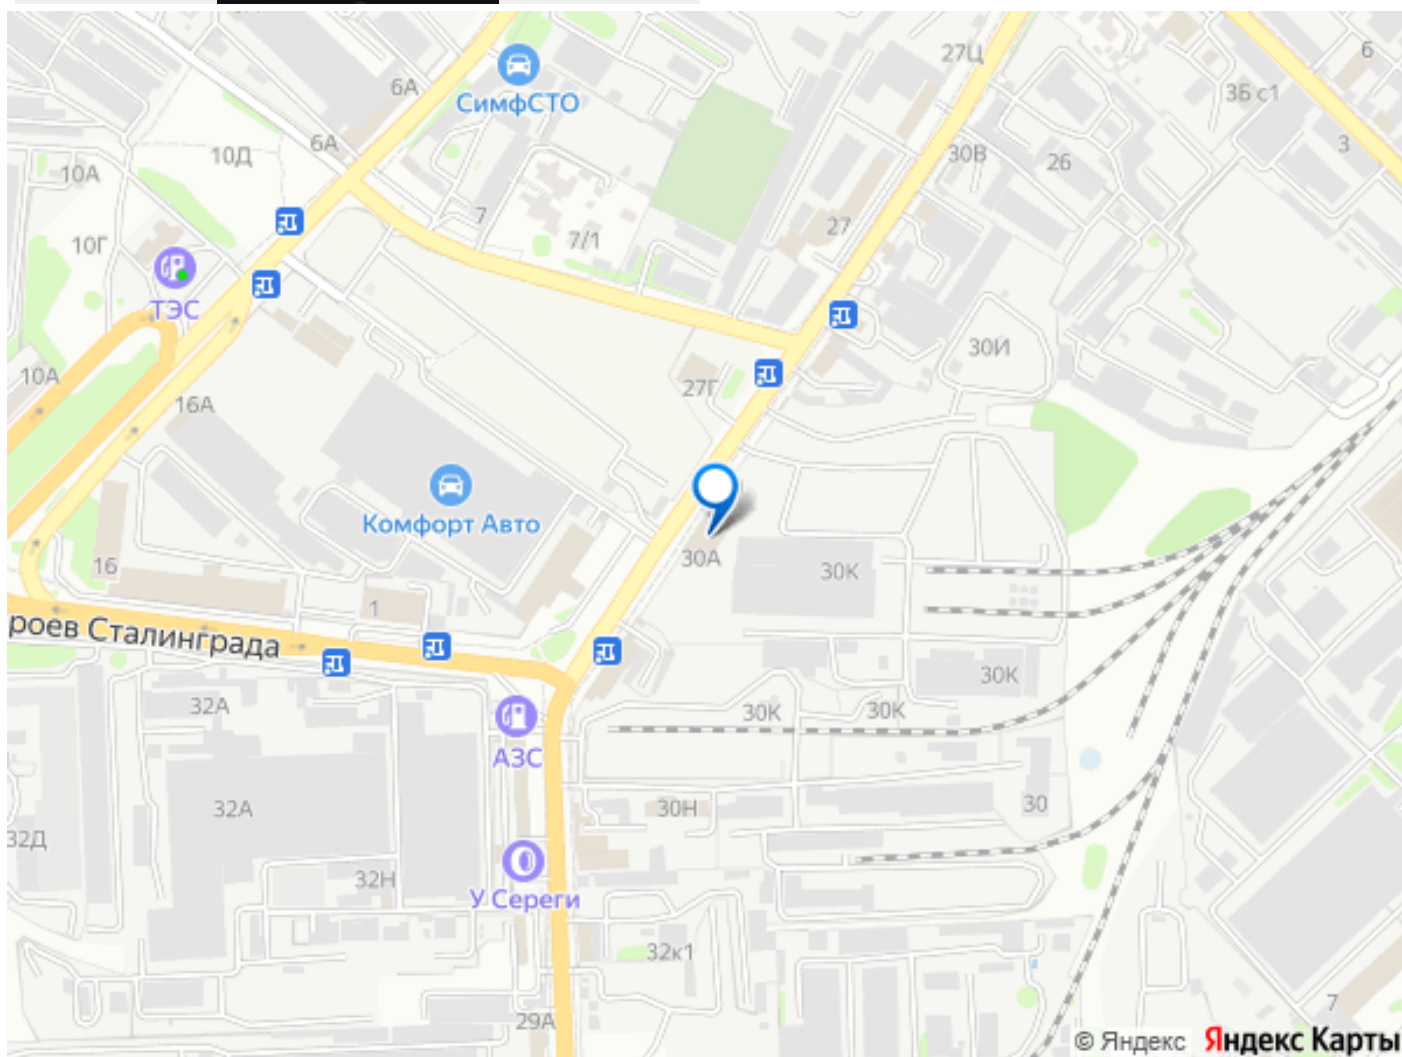 27Ц
6
6А
СимфСТО
3Б с1
6А
3
10Д
30В
26
10А
7
27
10Г
7/1
ТЭС
30И
10А
27Г
16А
Комфорт Авто
30А
30К
16
1
роев Сталинграда
30К
32А
30К
30К
АЗС
32А
30Н
30
32Д
32Н
У Сереги
32к1
7
29А
© Яндекс Яндекс Карты